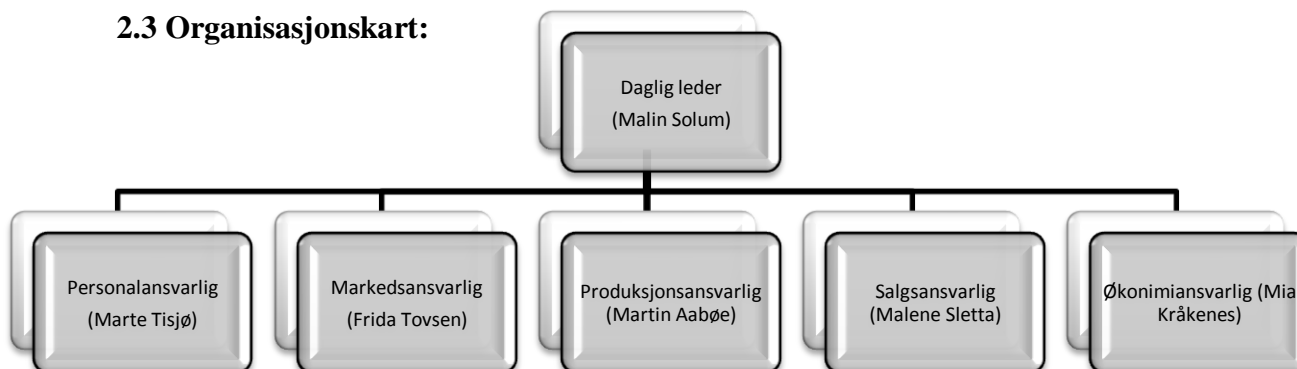 2.3 Organisasjonskart:
Daglig leder
(Malin Solum)
Personalansvarlig
(Marte Tisjø)
Markedsansvarlig
(Frida Tovsen)
Produksjonsansvarlig
(Martin Aabøe)
Salgsansvarlig
(Malene Sletta)
Økonimiansvarlig (Mia
Kråkenes)